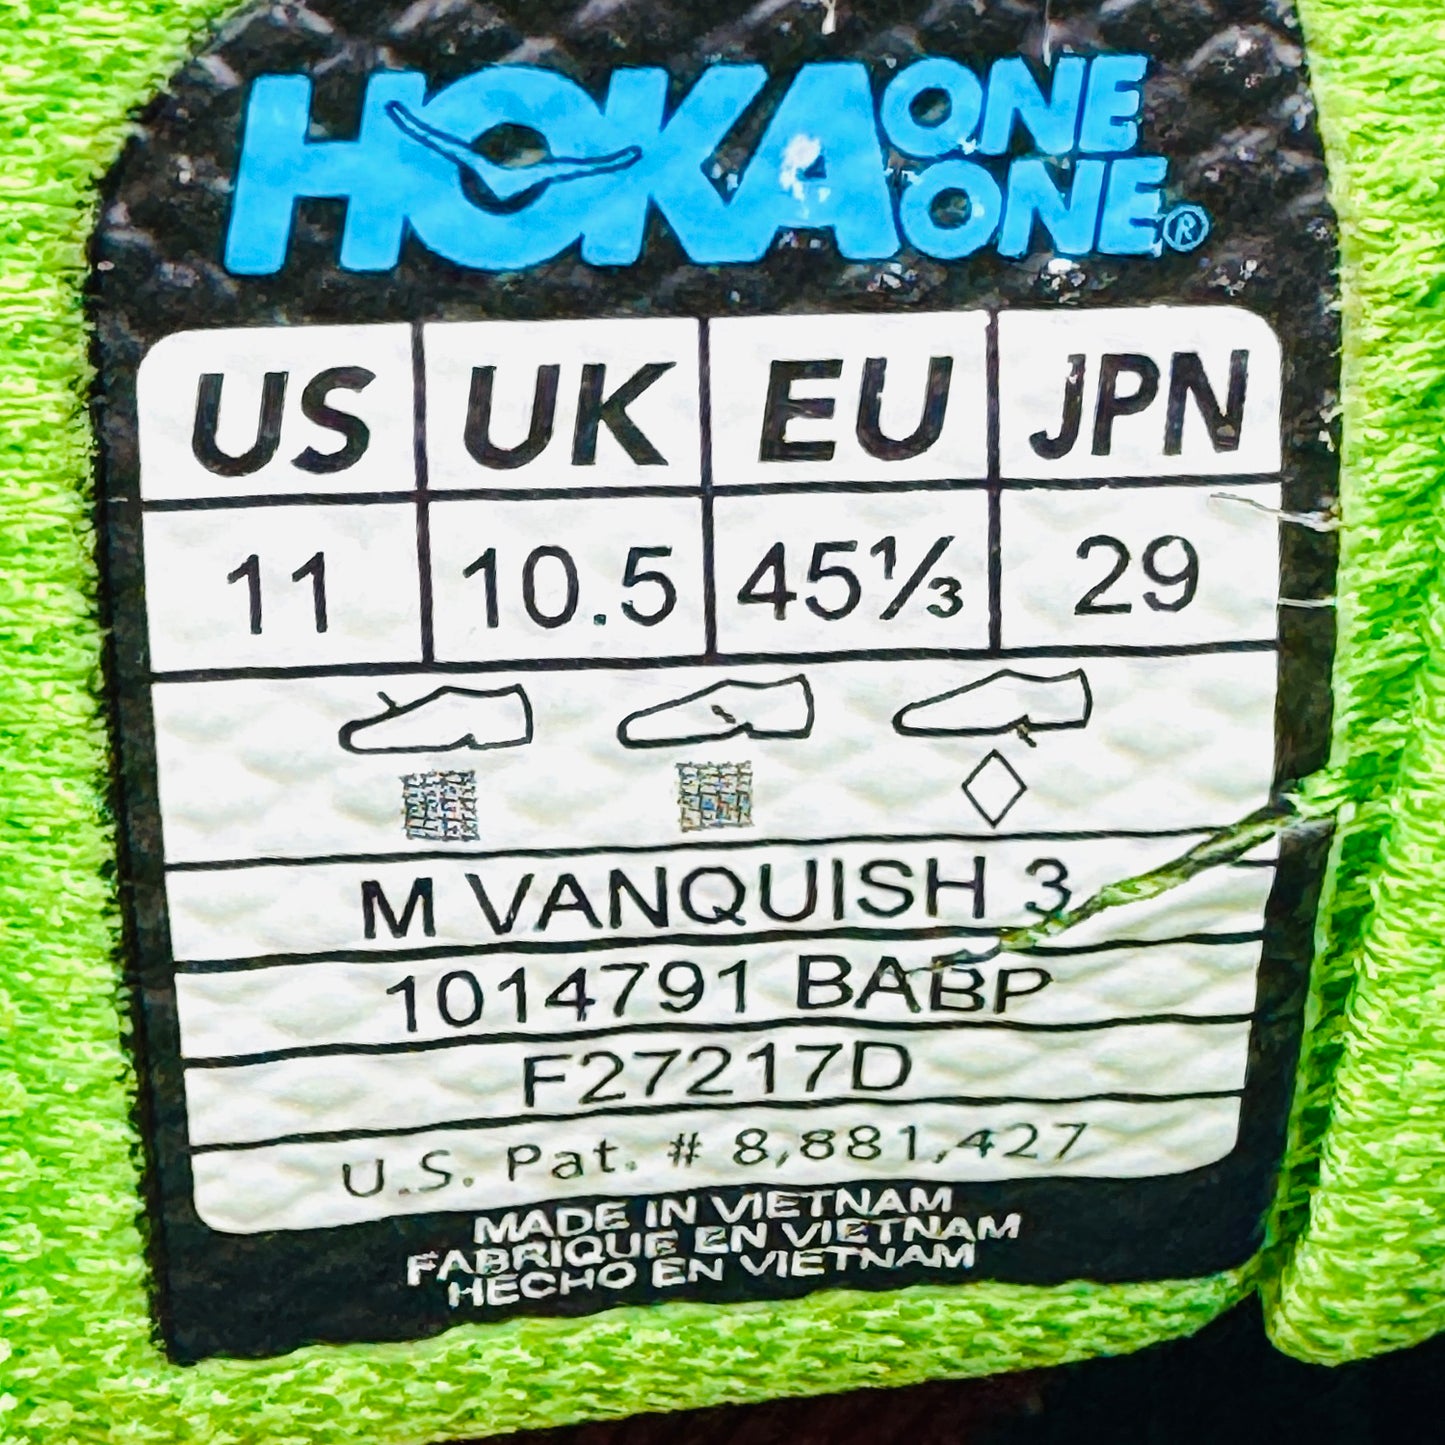 HOKA ONE ONE®
US UK EU JPN
11 10.5 45⅓ 29
M VANQUISH 3
1014791 BABP
F27217D
U.S. Pat. # 8,881,427
MADE IN VIETNAM
FABRIQUE EN VIETNAM
HECHO EN VIETNAM